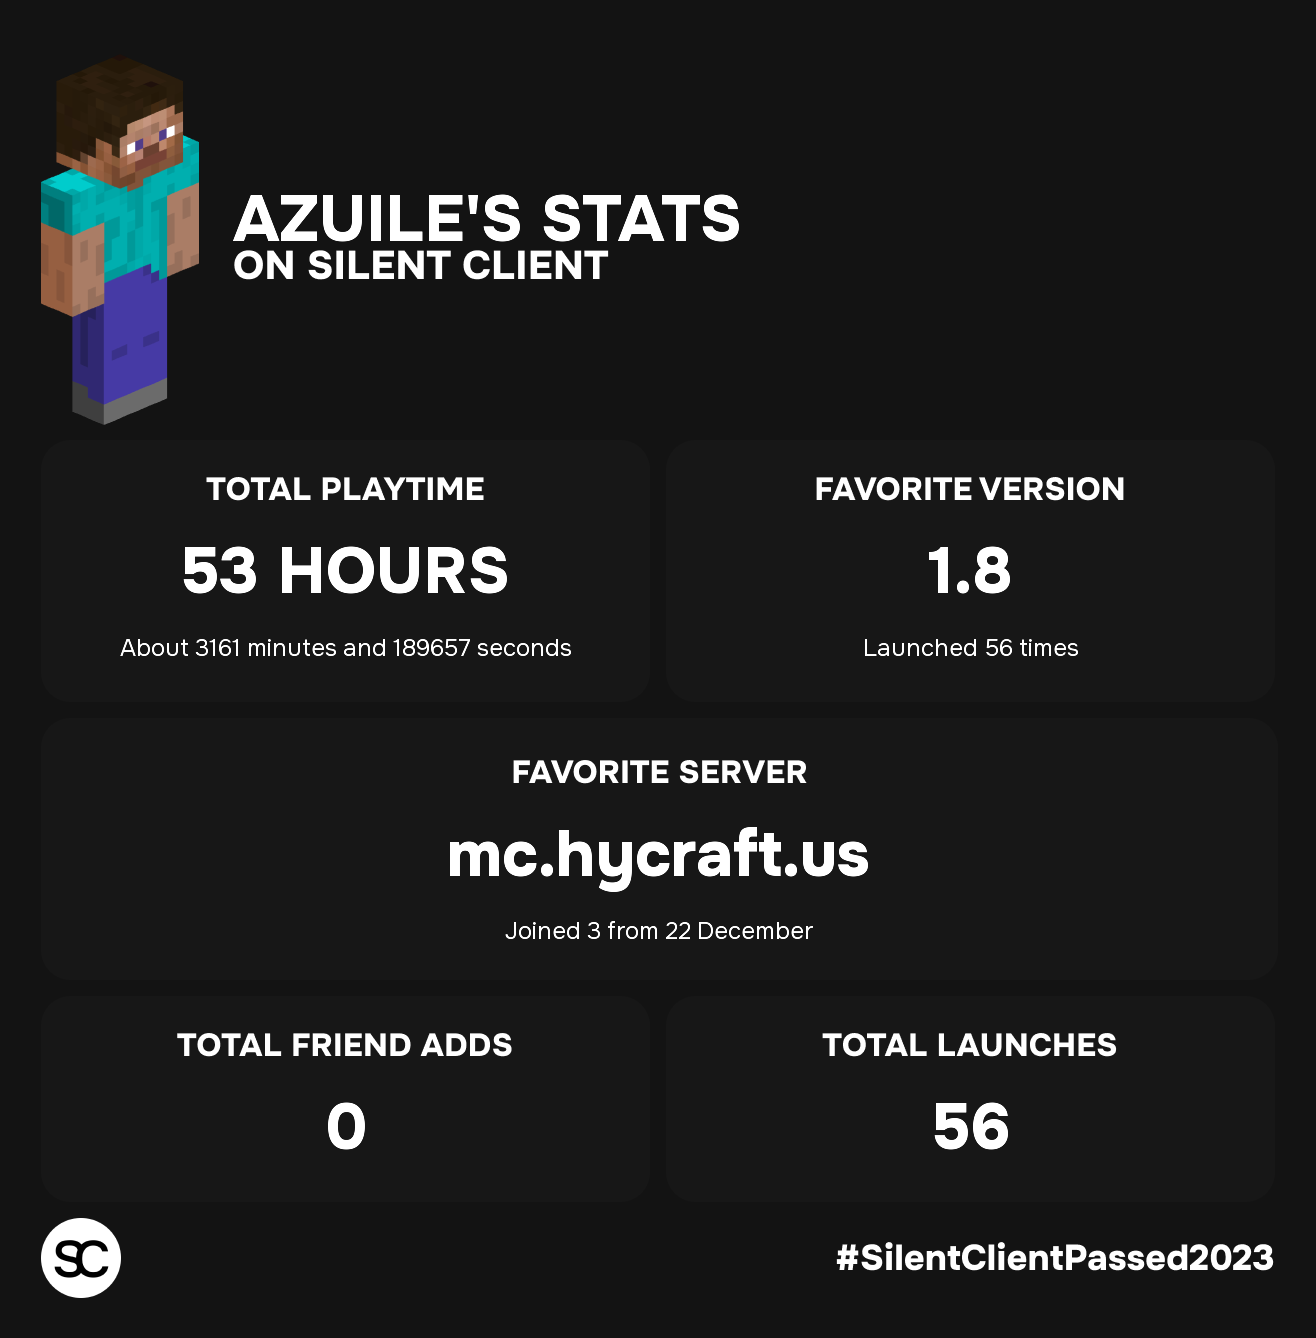 AZUILE'S STATS
ON SILENT CLIENT
TOTAL PLAYTIME
53 HOURS
About 3161 minutes and 189657 seconds
FAVORITE VERSION
1.8
Launched 56 times
FAVORITE SERVER
mc.hycraft.us
Joined 3 from 22 December
TOTAL FRIEND ADDS
0
TOTAL LAUNCHES
56
SC
#SilentClientPassed2023